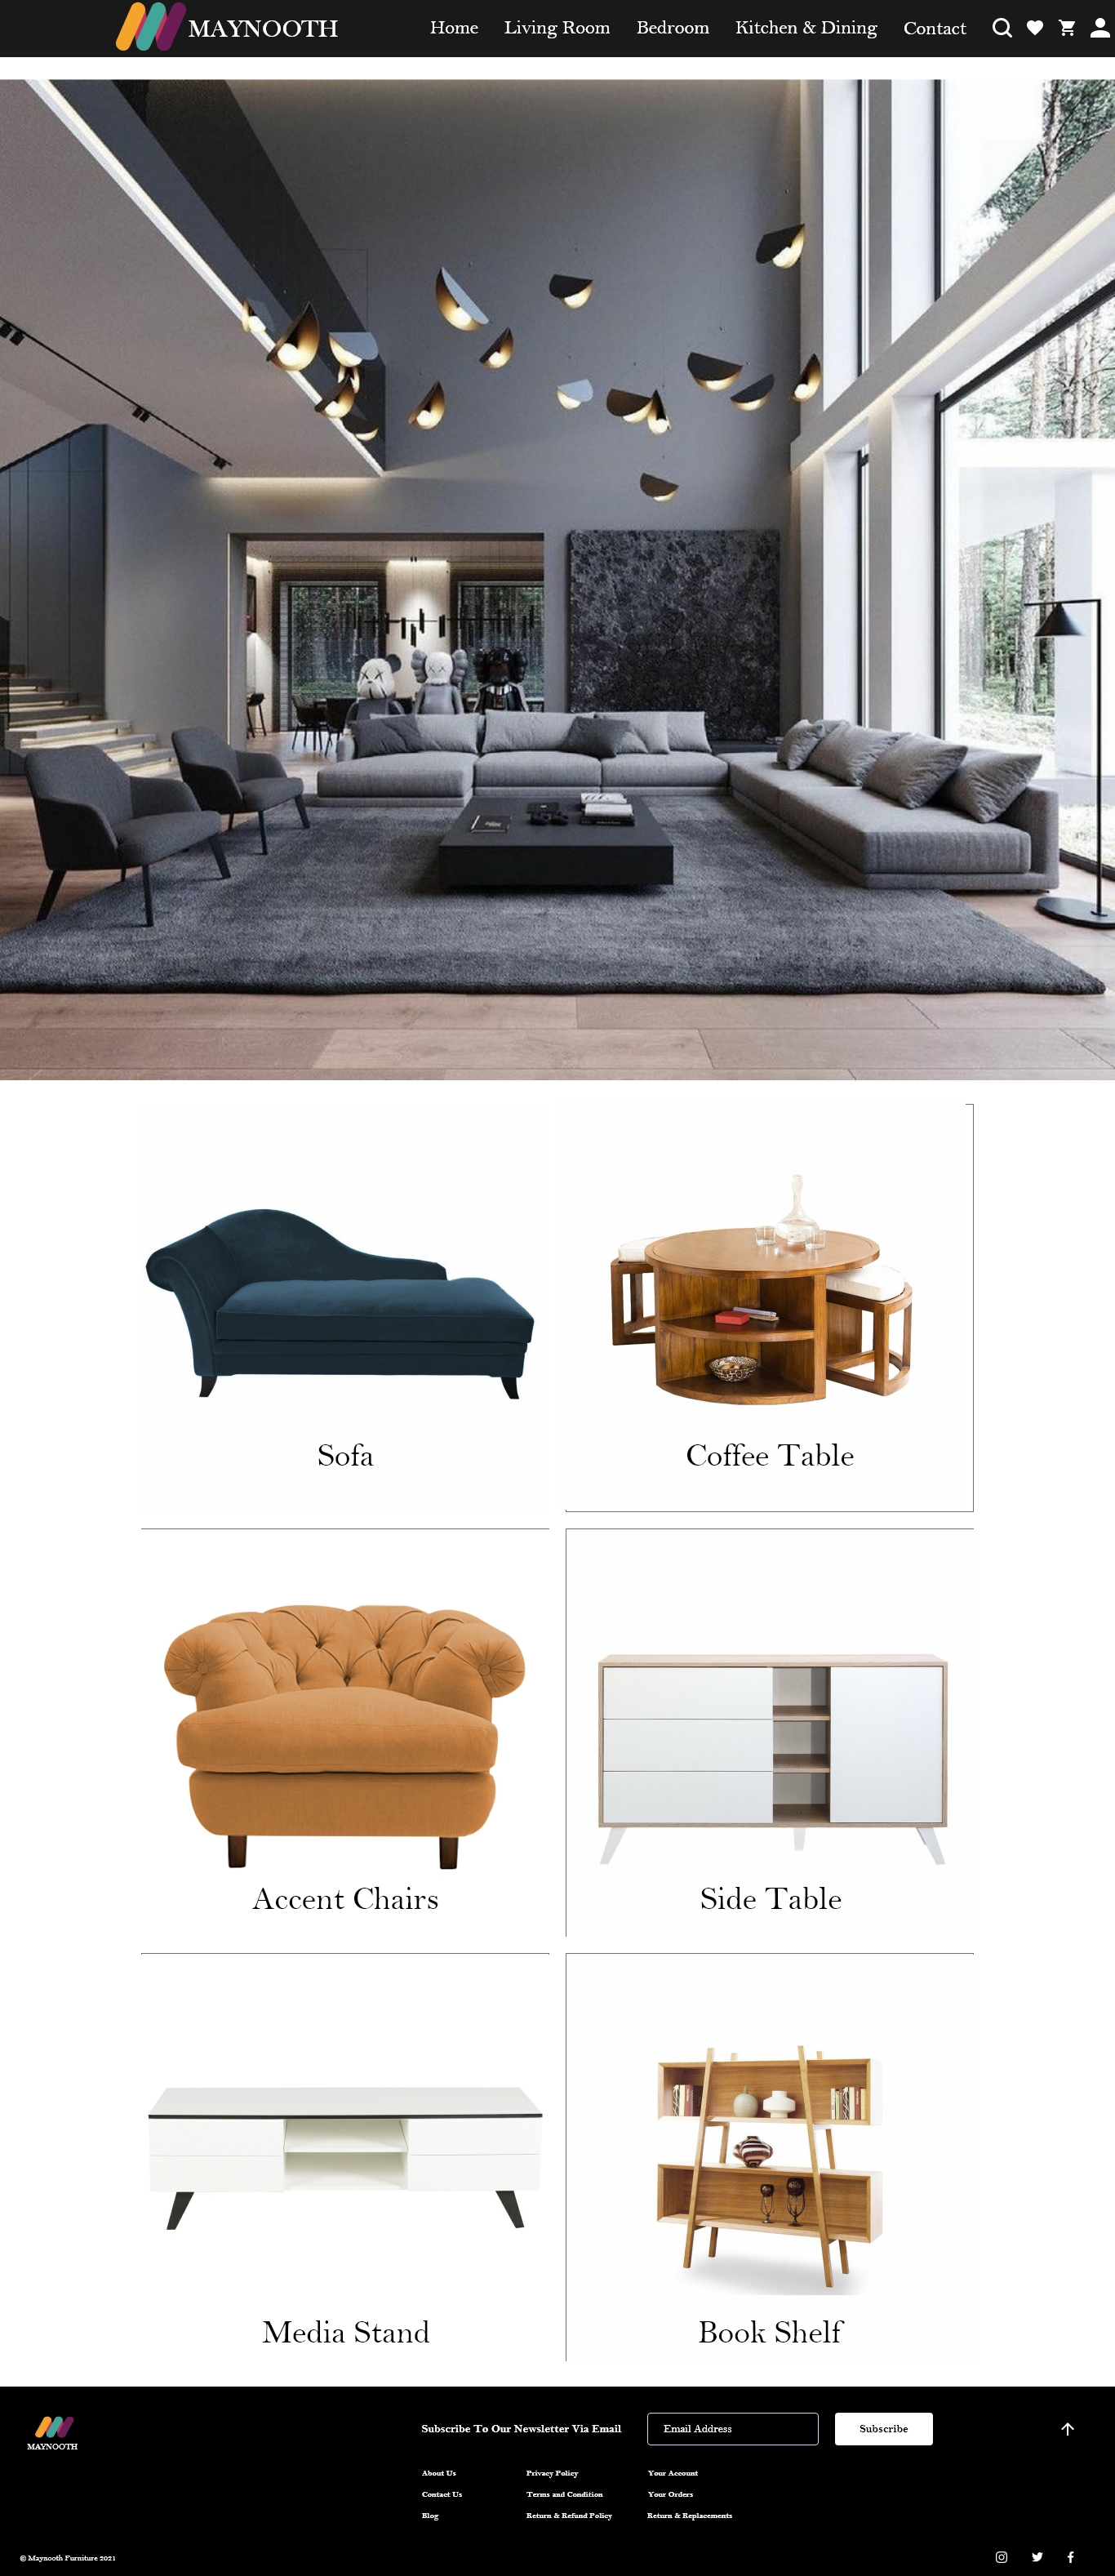 MAYNOOTH
Home Living Room Bedroom Kitchen & Dining Contact
Sofa
Coffee Table
Accent Chairs
Side Table
Media Stand
Book Shelf
MAYNOOTH
Subscribe To Our Newsletter Via Email
Email Address
Subscribe
About Us
Privacy Policy
Your Account
Contact Us
Terms and Condition
Your Orders
Blog
Return & Refund Policy
Return & Replacements
© Maynooth Furniture 2021